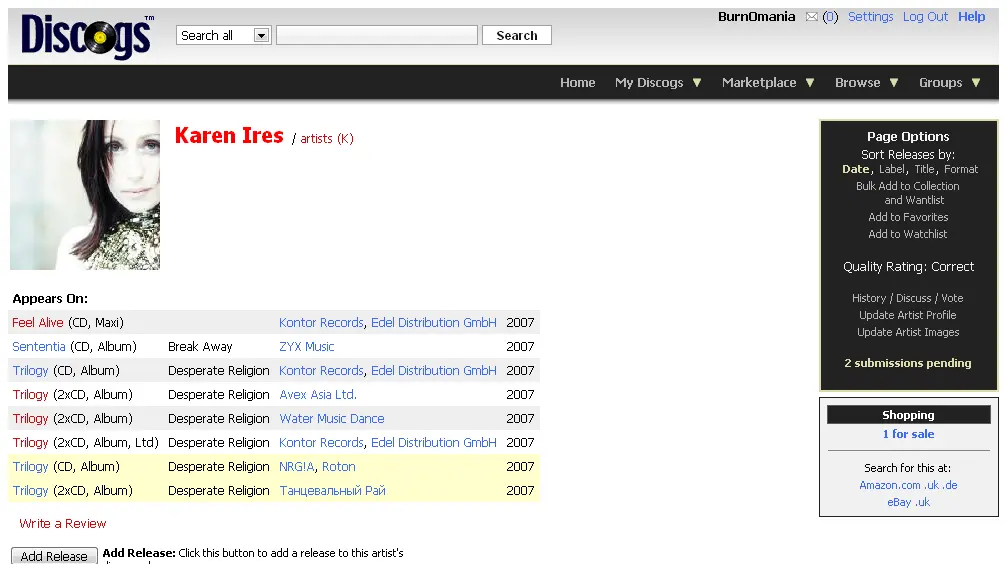 BurnOmania (0) Settings Log Out Help
Discogs™
Search all Search
Home My Discogs ▼ Marketplace ▼ Browse ▼ Groups ▼
Karen Ires / artists (K)
Appears On:
Feel Alive (CD, Maxi) Kontor Records, Edel Distribution GmbH 2007
Sententia (CD, Album) Break Away ZYX Music 2007
Trilogy (CD, Album) Desperate Religion Kontor Records, Edel Distribution GmbH 2007
Trilogy (2xCD, Album) Desperate Religion Avex Asia Ltd. 2007
Trilogy (2xCD, Album) Desperate Religion Water Music Dance 2007
Trilogy (2xCD, Album, Ltd) Desperate Religion Kontor Records, Edel Distribution GmbH 2007
Trilogy (CD, Album) Desperate Religion NRG!A, Roton 2007
Trilogy (2xCD, Album) Desperate Religion Танцевальный Рай 2007
Write a Review
Add Release Add Release: Click this button to add a release to this artist's
Page Options
Sort Releases by:
Date, Label, Title, Format
Bulk Add to Collection
and Wantlist
Add to Favorites
Add to Watchlist
Quality Rating: Correct
History / Discuss / Vote
Update Artist Profile
Update Artist Images
2 submissions pending
Shopping
1 for sale
Search for this at:
Amazon.com .uk .de
eBay .uk